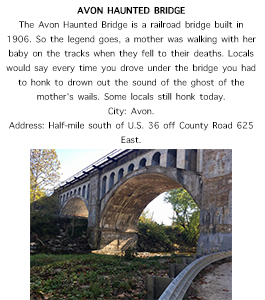 AVON HAUNTED BRIDGE
The Avon Haunted Bridge is a railroad bridge built in
1906. So the legend goes, a mother was walking with her
baby on the tracks when they fell to their deaths. Locals
would say every time you drove under the bridge you had
to honk to drown out the sound of the ghost of the
mother's wails. Some locals still honk today.
City: Avon.
Address: Half-mile south of U.S. 36 off County Road 625
East.